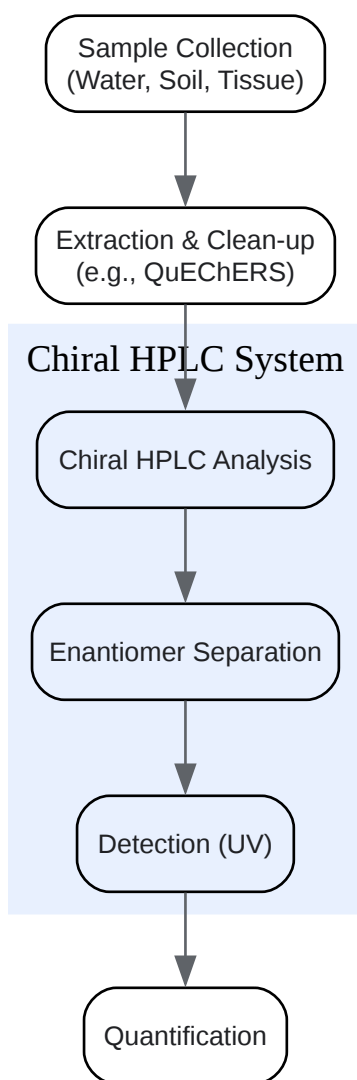 Sample Collection
(Water, Soil, Tissue)
Extraction & Clean-up
(e.g., QuEChERS)
Chiral HPLC System
Chiral HPLC Analysis
Enantiomer Separation
Detection (UV)
Quantification